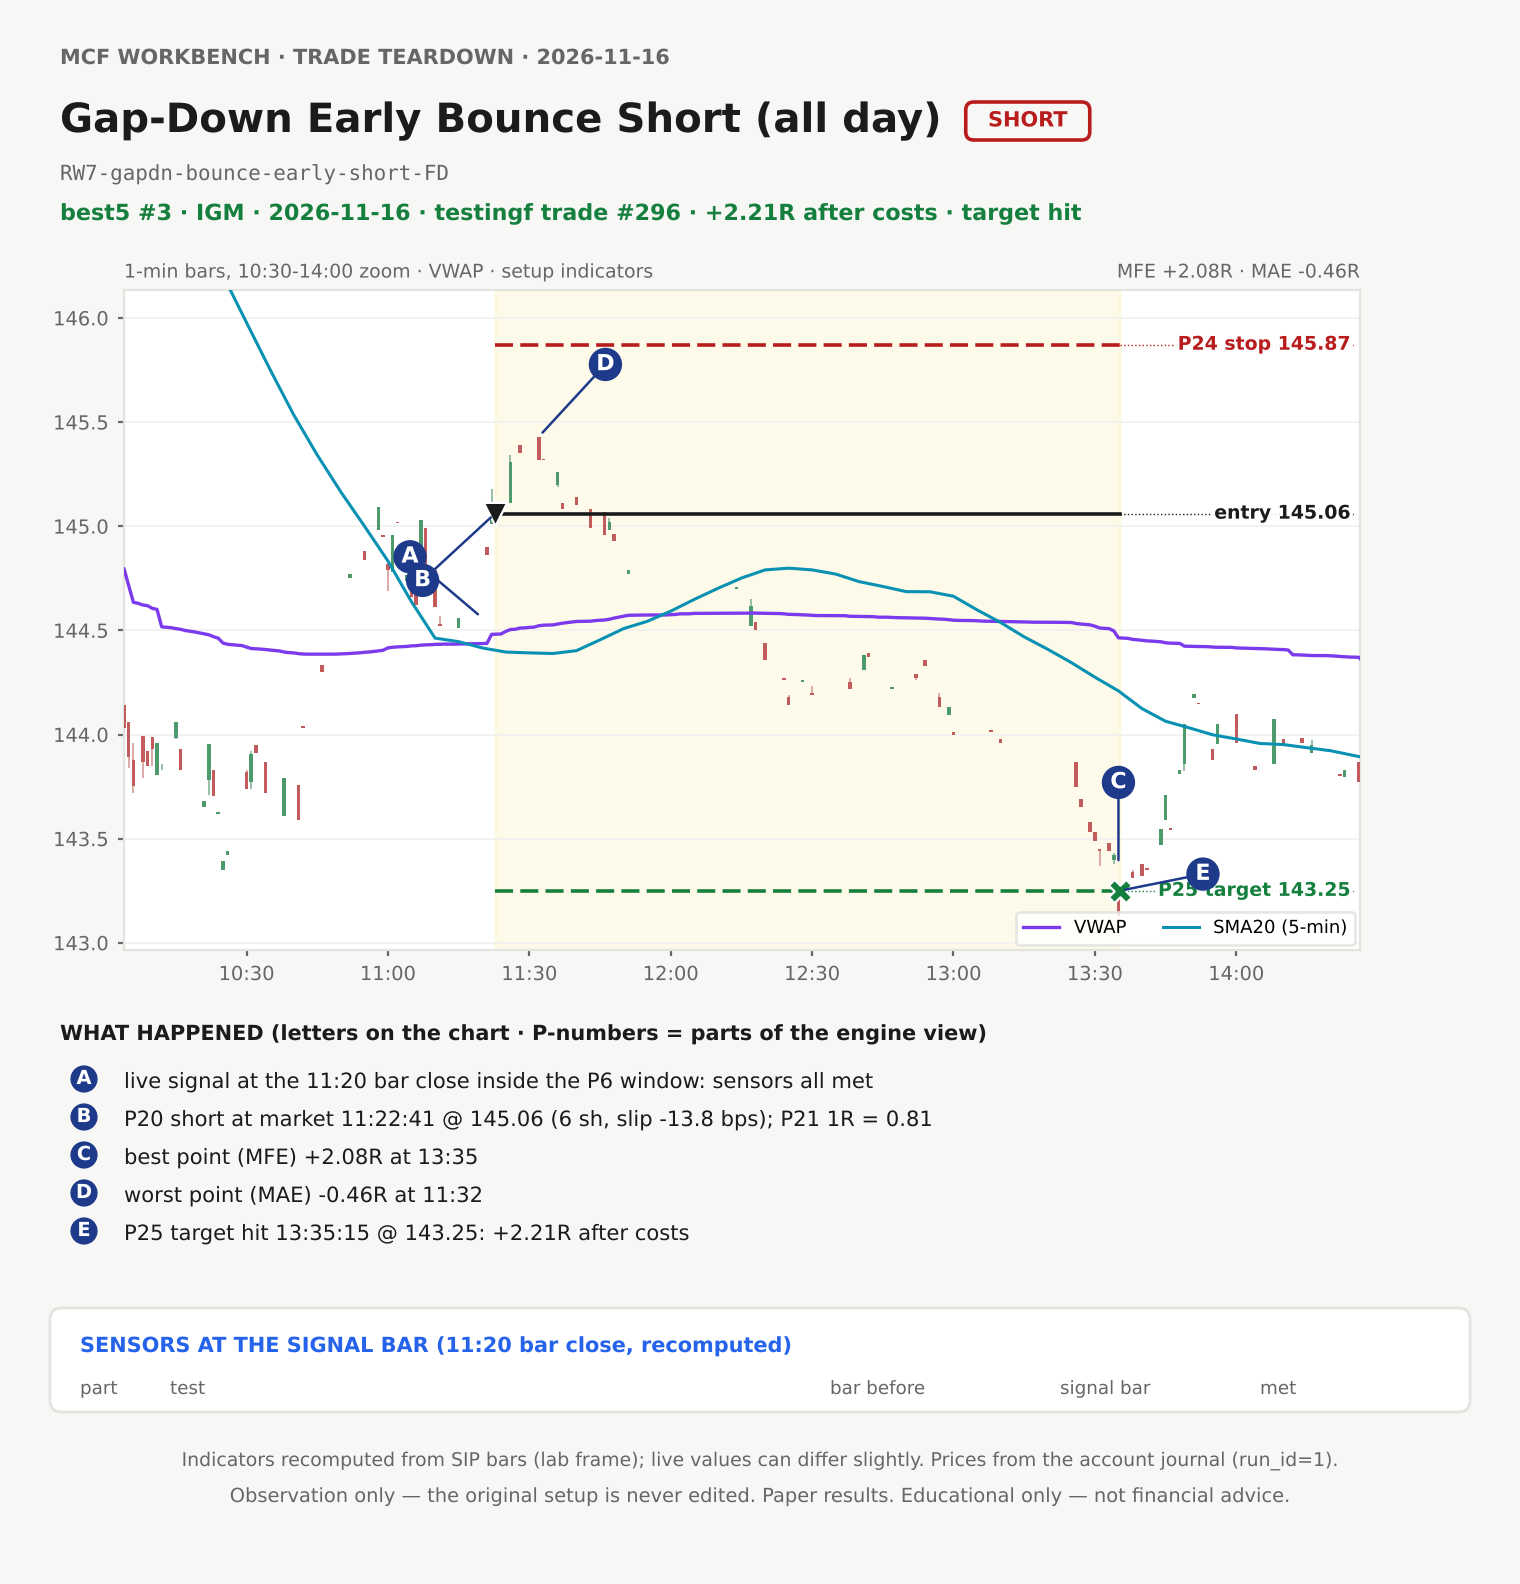 MCF WORKBENCH · TRADE TEARDOWN · 2026-11-16
Gap-Down Early Bounce Short (all day) SHORT
RW7-gapdn-bounce-early-short-FD
best5 #3 · IGM · 2026-11-16 · testingf trade #296 · +2.21R after costs · target hit
1-min bars, 10:30-14:00 zoom · VWAP · setup indicators MFE +2.08R · MAE -0.46R
146.0
P24 stop 145.87
D
145.5
entry 145.06
145.0
A
B
144.5
144.0
C
143.5
E
P25 target 143.25
VWAP SMA20 (5-min)
143.0
10:30 11:00 11:30 12:00 12:30 13:00 13:30 14:00
WHAT HAPPENED (letters on the chart · P-numbers = parts of the engine view)
A live signal at the 11:20 bar close inside the P6 window: sensors all met
B P20 short at market 11:22:41 @ 145.06 (6 sh, slip -13.8 bps); P21 1R = 0.81
C best point (MFE) +2.08R at 13:35
D worst point (MAE) -0.46R at 11:32
E P25 target hit 13:35:15 @ 143.25: +2.21R after costs
SENSORS AT THE SIGNAL BAR (11:20 bar close, recomputed)
part test bar before signal bar met
Indicators recomputed from SIP bars (lab frame); live values can differ slightly. Prices from the account journal (run_id=1).
Observation only — the original setup is never edited. Paper results. Educational only — not financial advice.